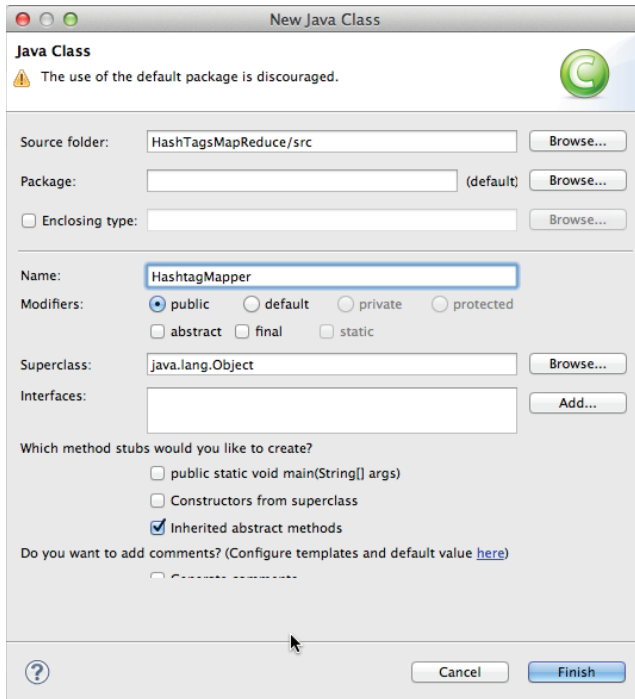 New Java Class
Java Class
The use of the default package is discouraged.
C
Source folder: HashTagsMapReduce/src Browse...
Package: (default) Browse...
Enclosing type: Browse...
Name: HashtagMapper
Modifiers: public default private protected
abstract final static
Superclass: java.lang.Object Browse...
Interfaces: Add...
Which method stubs would you like to create?
public static void main(String[] args)
Constructors from superclass
Inherited abstract methods
Do you want to add comments? (Configure templates and default value here)
Generate comments
? Cancel Finish